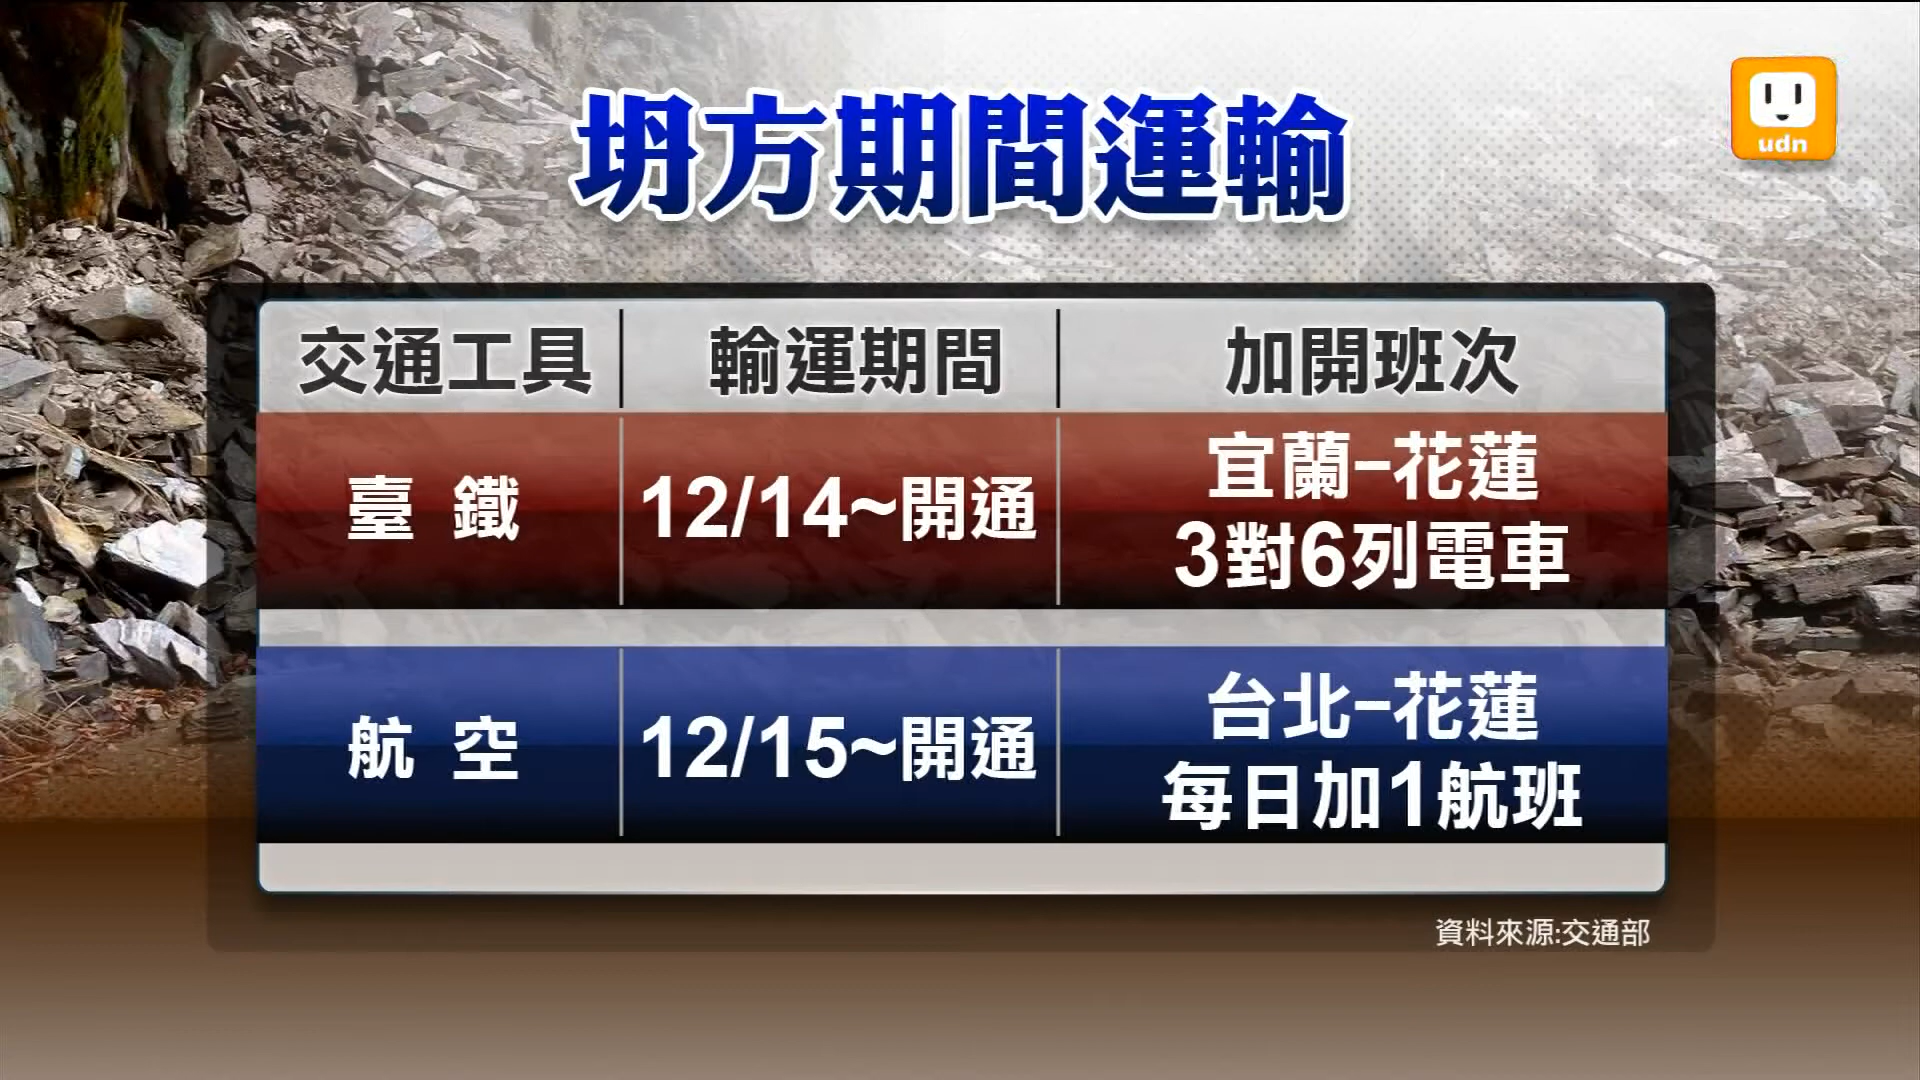 坍方期間運輸
udn
交通工具 輸運期間 加開班次
臺鐵 12/14~開通 宜蘭-花蓮
3對6列電車
航空 12/15~開通 台北-花蓮
每日加1航班
資料來源:交通部